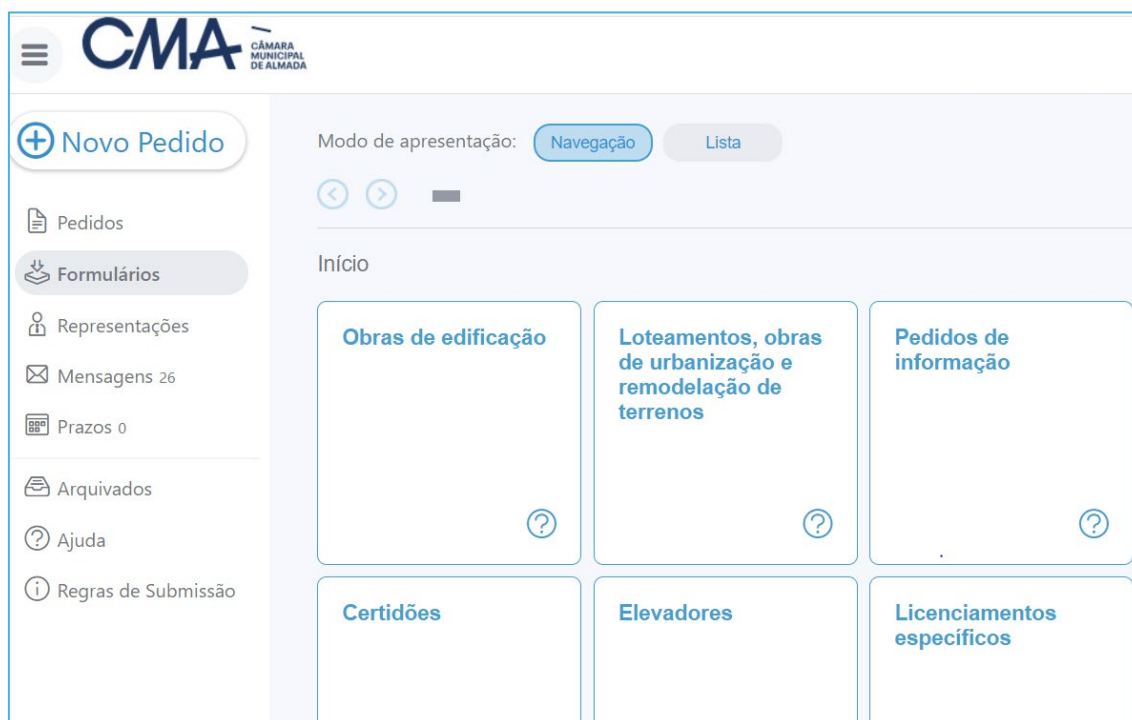 CMA CÂMARA
MUNICIPAL
DE ALMADA
Novo Pedido
Pedidos
Formulários
Representações
Mensagens 26
Prazos 0
Arquivados
Ajuda
Regras de Submissão
Modo de apresentação: Navegação Lista
Início
Obras de edificação
?
Loteamentos, obras
de urbanização e
remodelação de
terrenos
?
Pedidos de
informação
?
Certidões
Elevadores
Licenciamentos
específicos